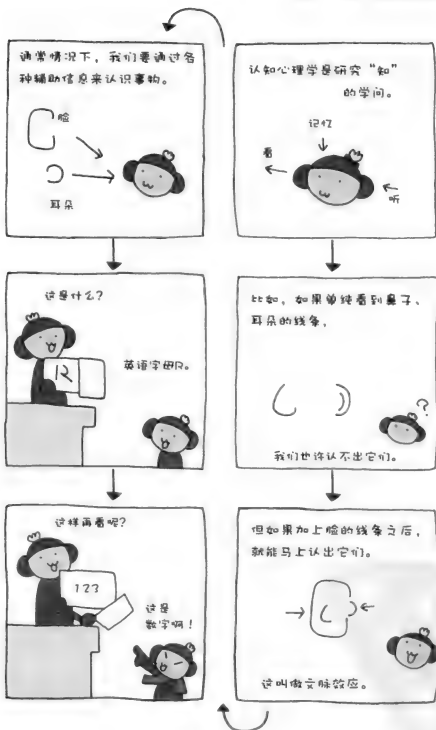 认知心理学是研究“知”
的学问。
记忆
看
听
比如，如果单纯看到鼻子、
耳朵的线条，
?
我们也许认不出它们。
但如果加上脸的线条之后，
就能马上认出它们。
这叫做文脉效应。
通常情况下，我们要通过各
种辅助信息来认识事物。
脸
耳朵
这是什么？
R
英语字母R。
这样再看呢？
123
这是
数字啊！